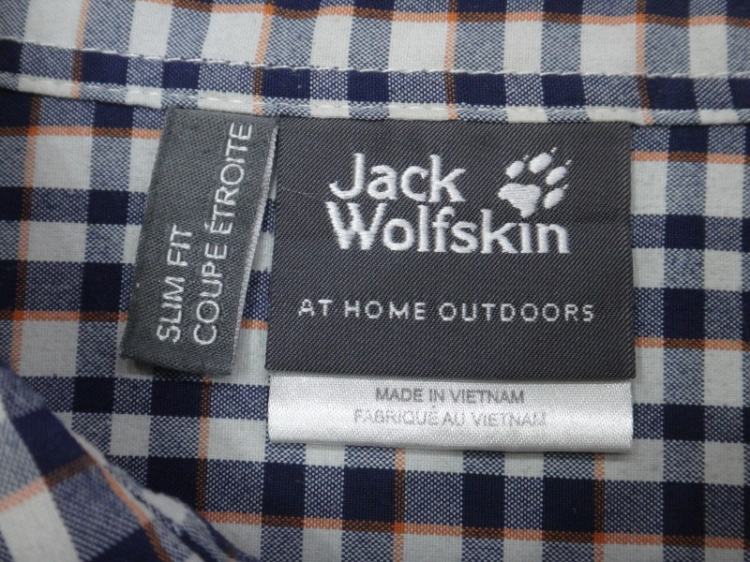 SLIM FIT
COUPE ÉTROITE
Jack
Wolfskin
AT HOME OUTDOORS
MADE IN VIETNAM
FABRIQUÉ AU VIETNAM